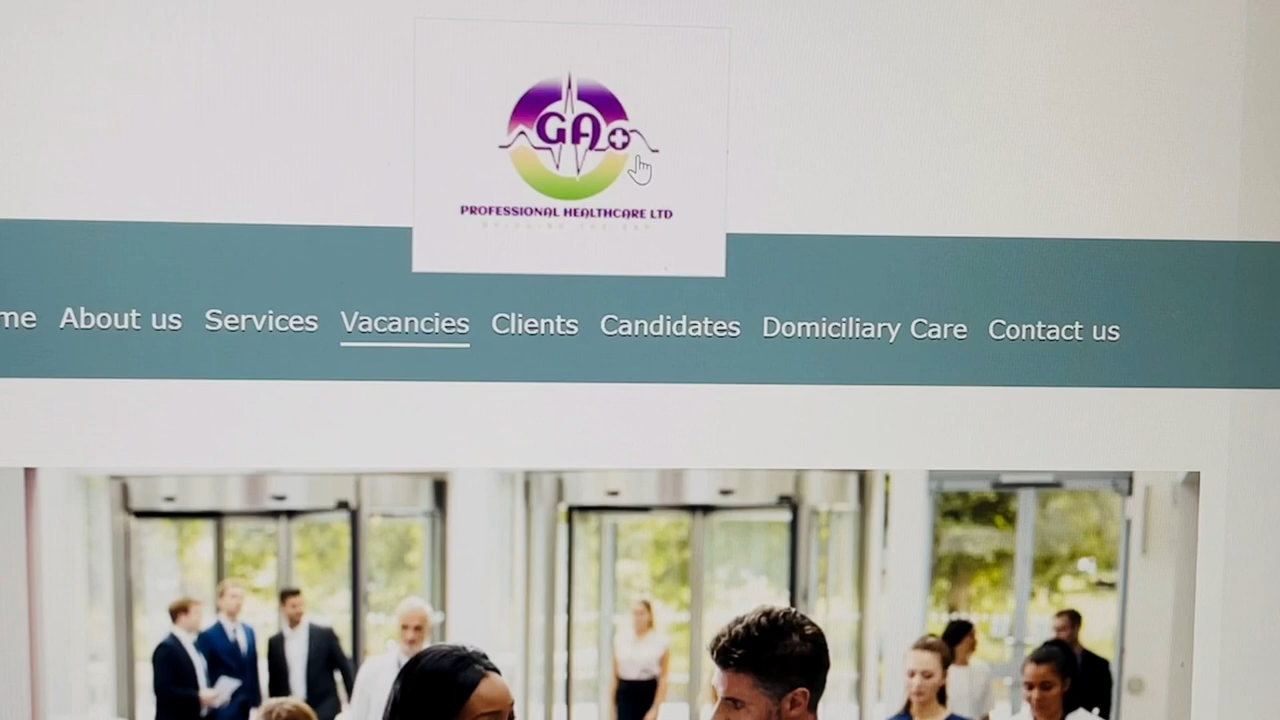 GA
PROFESSIONAL HEALTHCARE LTD
me About us Services Vacancies Clients Candidates Domiciliary Care Contact us